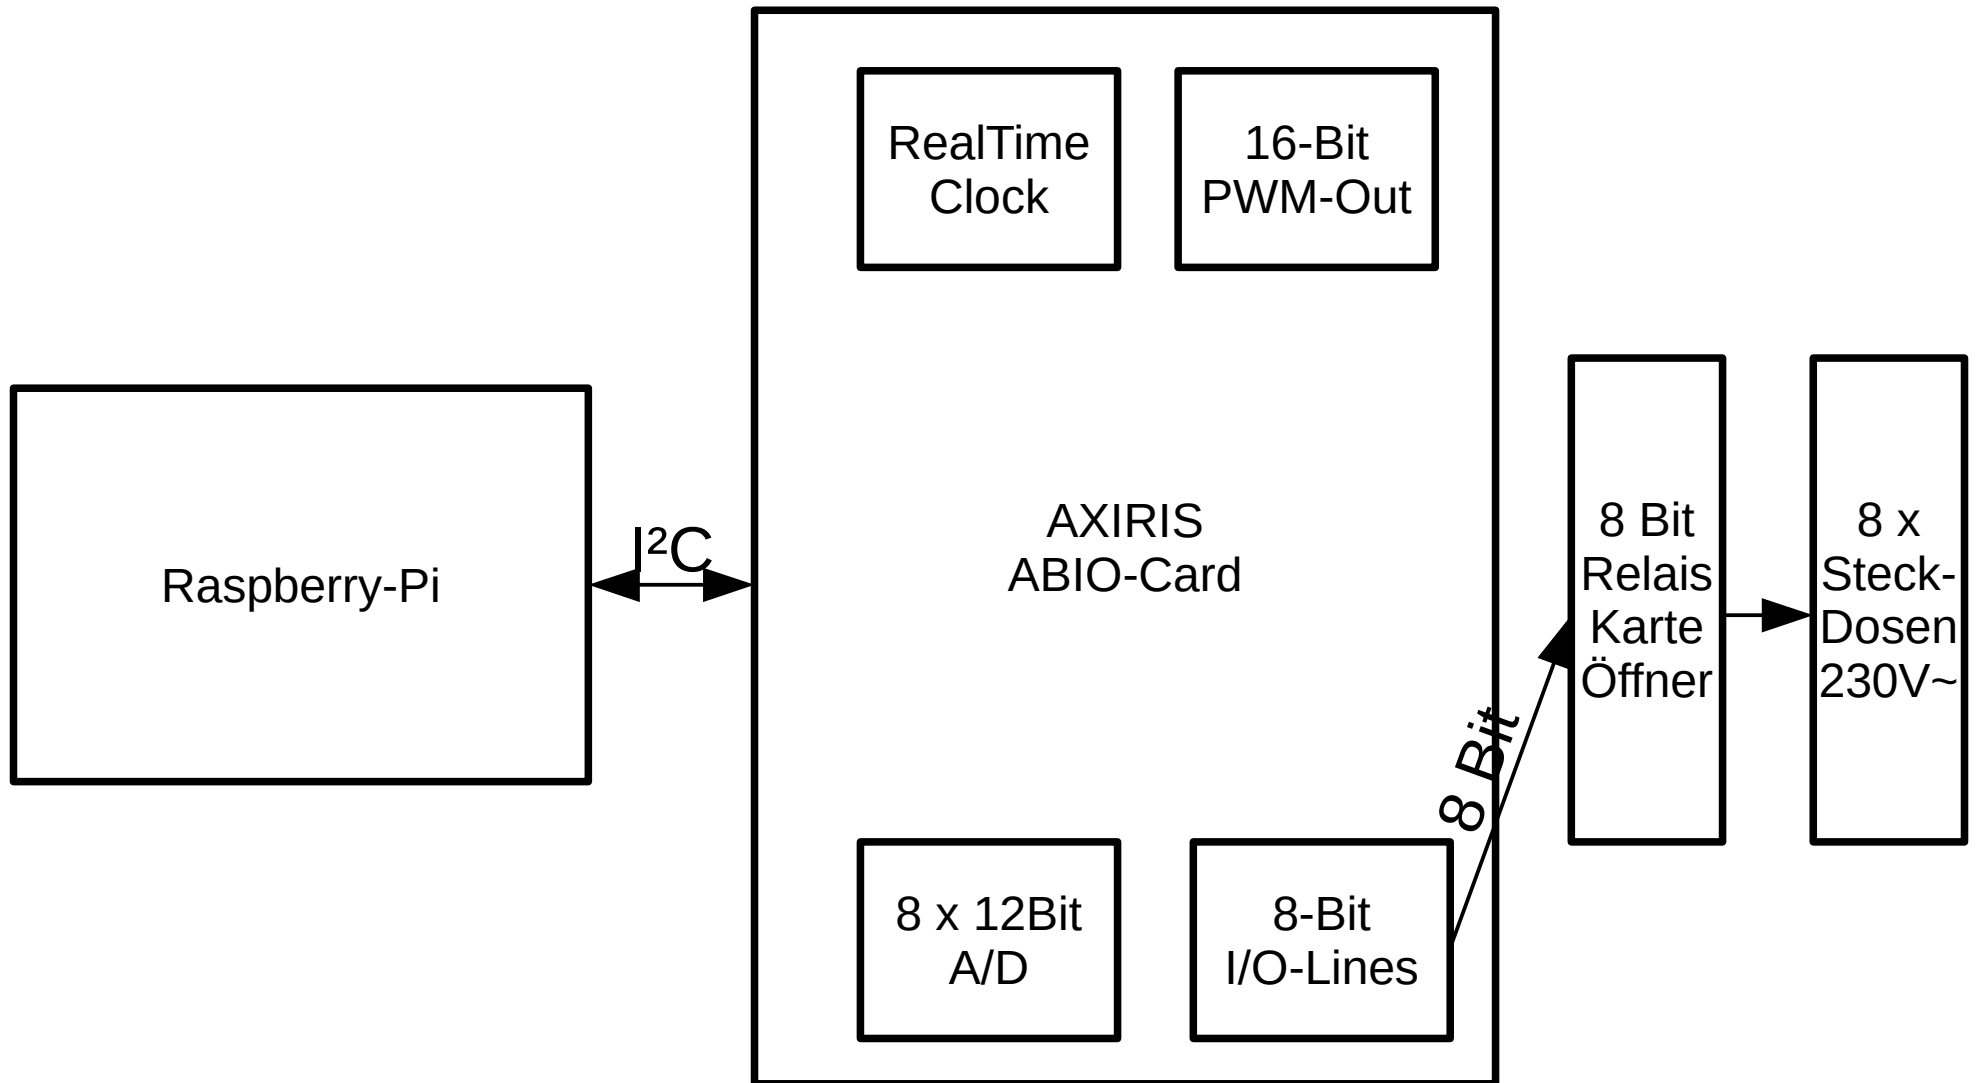 RealTime
Clock
16-Bit
PWM-Out
Raspberry-Pi
I²C
AXIRIS
ABIO-Card
8 x 12Bit
A/D
8-Bit
I/O-Lines
8 Bit
8 Bit
Relais
Karte
Öffner
8 x
Steck-
Dosen
230V~